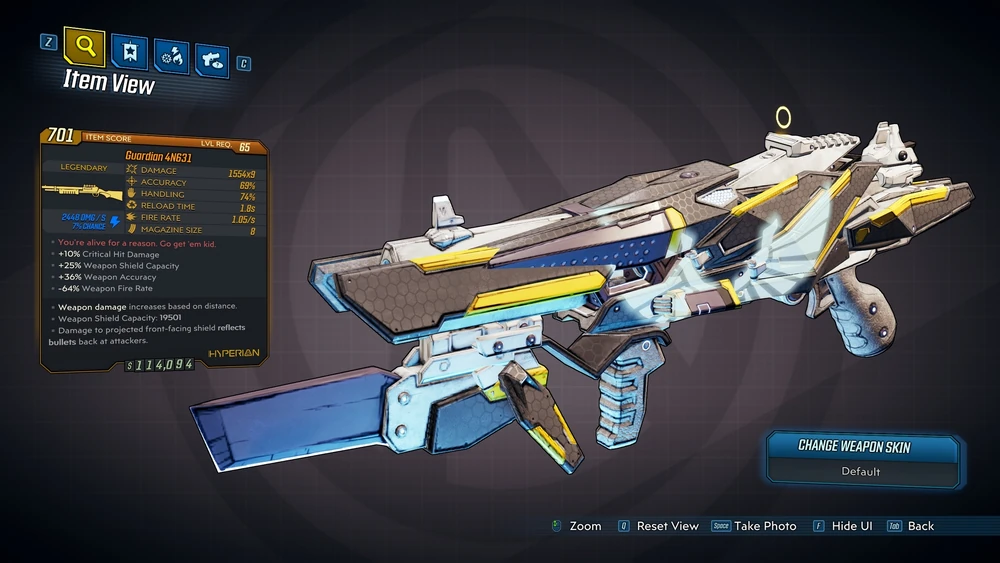 Z
C
Item View
701 ITEM SCORE LVL REQ. 65
Guardian 4N631
LEGENDARY
DAMAGE 1554x9
ACCURACY 69%
HANDLING 74%
RELOAD TIME 1.8s
FIRE RATE 1.05/s
MAGAZINE SIZE 8
2448 DMG/S
7% CHANCE
You're alive for a reason. Go get 'em kid.
+10% Critical Hit Damage
+25% Weapon Shield Capacity
+36% Weapon Accuracy
-64% Weapon Fire Rate
Weapon damage increases based on distance.
Weapon Shield Capacity: 19501
Damage to projected front-facing shield reflects
bullets back at attackers.
HYPERION
$114,094
CHANGE WEAPON SKIN
Default
Zoom Q Reset View Space Take Photo F Hide UI Tab Back